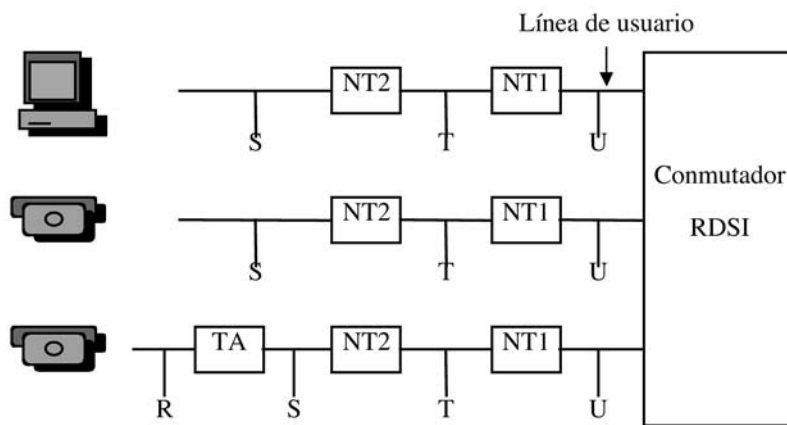 Línea de usuario
NT2 NT1
S T U
Conmutador
RDSI
NT2 NT1
S T U
TA NT2 NT1
R S T U